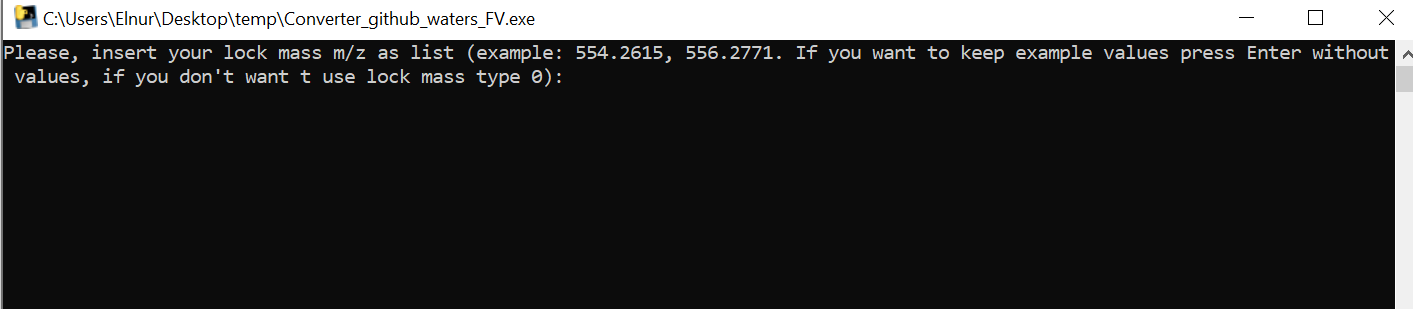 C:\Users\Elnur\Desktop\temp\Converter_github_waters_FV.exe
Please, insert your lock mass m/z as list (example: 554.2615, 556.2771. If you want to keep example values press Enter without
values, if you don't want t use lock mass type 0):